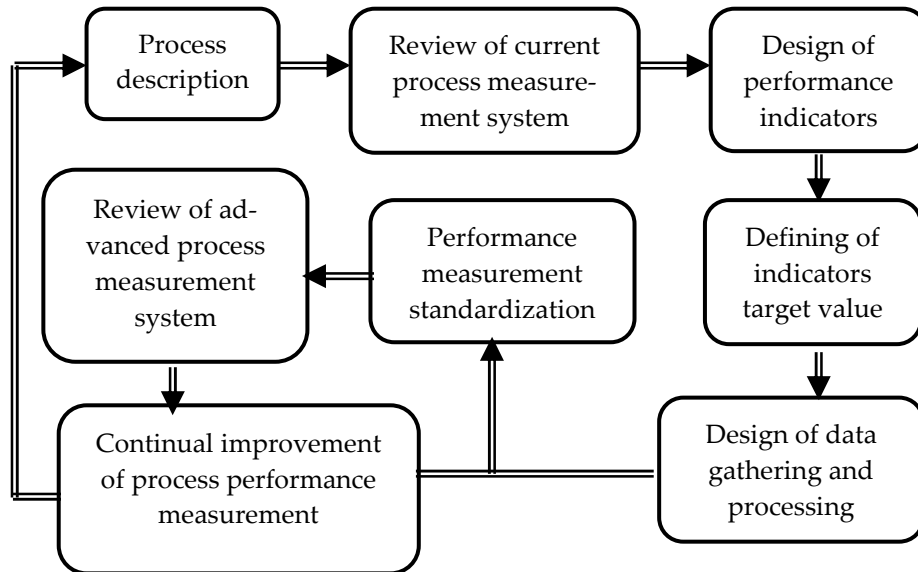 Process
description
Review of current
process measure-
ment system
Design of
performance
indicators
Review of ad-
vanced process
measurement
system
Performance
measurement
standardization
Defining of
indicators
target value
Continual improvement
of process performance
measurement
Design of data
gathering and
processing